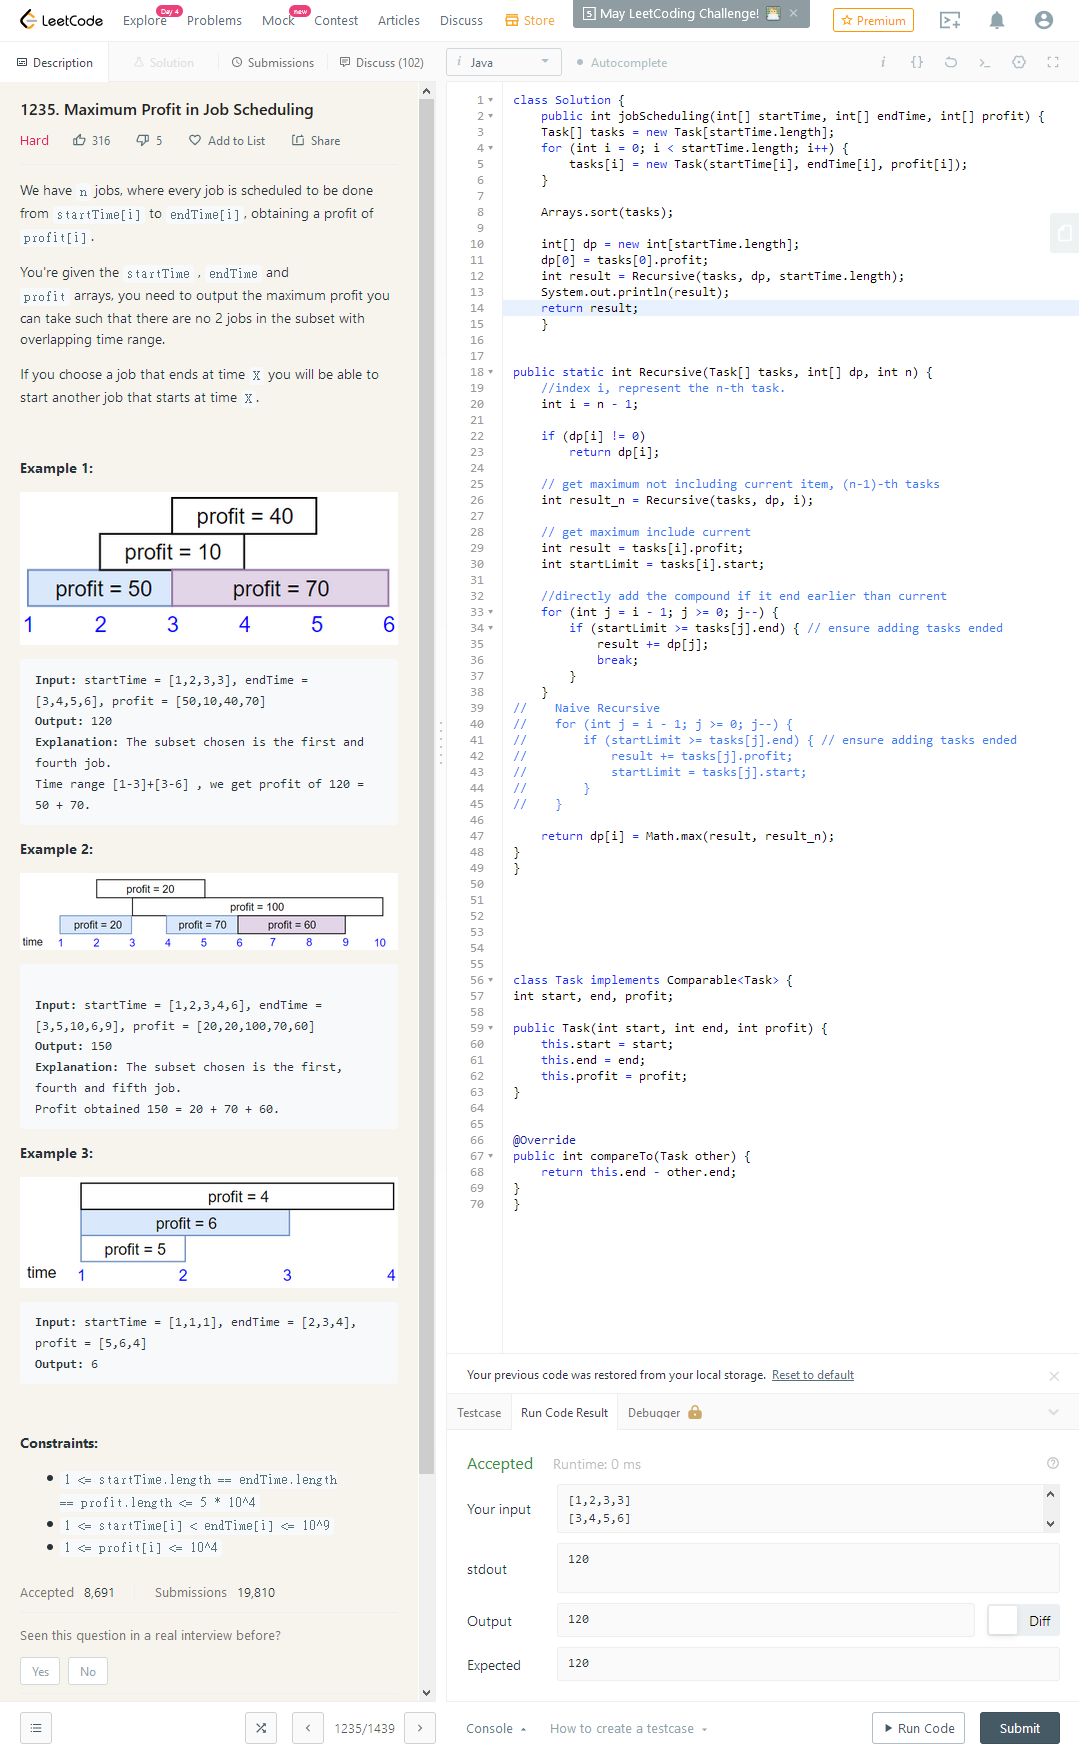 LeetCode
Explore
Day 4
Problems
Mock
new
Contest
Articles
Discuss
Store
5 May LeetCoding Challenge!
Premium
Description
Solution
Submissions
Discuss (102)
i Java
Autocomplete
1235. Maximum Profit in Job Scheduling
Hard
316
5
Add to List
Share
We have n jobs, where every job is scheduled to be done
from startTime[i] to endTime[i], obtaining a profit of
profit[i].
You're given the startTime , endTime and
profit arrays, you need to output the maximum profit you
can take such that there are no 2 jobs in the subset with
overlapping time range.
If you choose a job that ends at time X you will be able to
start another job that starts at time X.
Example 1:
profit = 40
profit = 10
profit = 50 profit = 70
1 2 3 4 5 6
Input: startTime = [1,2,3,3], endTime =
[3,4,5,6], profit = [50,10,40,70]
Output: 120
Explanation: The subset chosen is the first and
fourth job.
Time range [1-3]+[3-6] , we get profit of 120 =
50 + 70.
Example 2:
profit = 20
profit = 100
profit = 20 profit = 70 profit = 60
time 1 2 3 4 5 6 7 8 9 10
Input: startTime = [1,2,3,4,6], endTime =
[3,5,10,6,9], profit = [20,20,100,70,60]
Output: 150
Explanation: The subset chosen is the first,
fourth and fifth job.
Profit obtained 150 = 20 + 70 + 60.
Example 3:
profit = 4
profit = 6
profit = 5
time 1 2 3 4
Input: startTime = [1,1,1], endTime = [2,3,4],
profit = [5,6,4]
Output: 6
Constraints:
1 <= startTime.length == endTime.length
== profit.length <= 5 * 10^4
1 <= startTime[i] < endTime[i] <= 10^9
1 <= profit[i] <= 10^4
Accepted 8,691
Submissions 19,810
Seen this question in a real interview before?
Yes
No
1235/1439
1 class Solution {
2 public int jobScheduling(int[] startTime, int[] endTime, int[] profit) {
3 Task[] tasks = new Task[startTime.length];
4 for (int i = 0; i < startTime.length; i++) {
5 tasks[i] = new Task(startTime[i], endTime[i], profit[i]);
6 }
7
8 Arrays.sort(tasks);
9
10 int[] dp = new int[startTime.length];
11 dp[0] = tasks[0].profit;
12 int result = Recursive(tasks, dp, startTime.length);
13 System.out.println(result);
14 return result;
15 }
16
17
18 public static int Recursive(Task[] tasks, int[] dp, int n) {
19 //index i, represent the n-th task.
20 int i = n - 1;
21
22 if (dp[i] != 0)
23 return dp[i];
24
25 // get maximum not including current item, (n-1)-th tasks
26 int result_n = Recursive(tasks, dp, i);
27
28 // get maximum include current
29 int result = tasks[i].profit;
30 int startLimit = tasks[i].start;
31
32 //directly add the compound if it end earlier than current
33 for (int j = i - 1; j >= 0; j--) {
34 if (startLimit >= tasks[j].end) { // ensure adding tasks ended
35 result += dp[j];
36 break;
37 }
38 }
39 // Naive Recursive
40 // for (int j = i - 1; j >= 0; j--) {
41 // if (startLimit >= tasks[j].end) { // ensure adding tasks ended
42 // result += tasks[j].profit;
43 // startLimit = tasks[j].start;
44 // }
45 // }
46
47 return dp[i] = Math.max(result, result_n);
48 }
49 }
50
51
52
53
54
55
56 class Task implements Comparable<Task> {
57 int start, end, profit;
58
59 public Task(int start, int end, int profit) {
60 this.start = start;
61 this.end = end;
62 this.profit = profit;
63 }
64
65
66 @Override
67 public int compareTo(Task other) {
68 return this.end - other.end;
69 }
70 }
Your previous code was restored from your local storage. Reset to default
Testcase
Run Code Result
Debugger
Accepted Runtime: 0 ms
Your input
[1,2,3,3]
[3,4,5,6]
stdout
120
Output
120
Diff
Expected
120
Console
How to create a testcase
Run Code
Submit